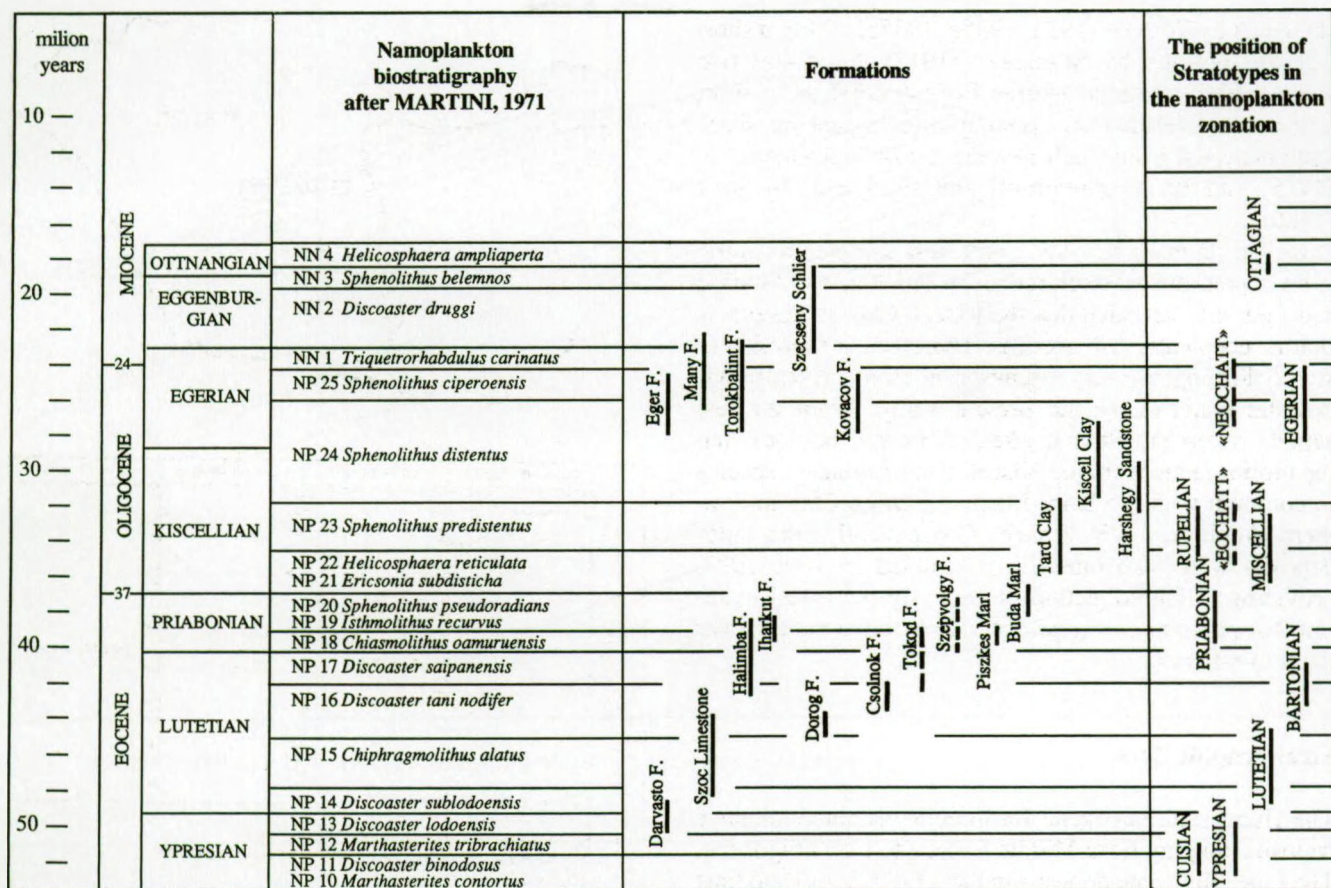 milion
years
Namoplankton
biostratigraphy
after MARTINI, 1971
Formations
The position of
Stratotypes in
the nannoplankton
zonation
10
20
24
30
37
40
50
MIOCENE
OLIGOCENE
EOCENE
OTTNANGIAN
EGGENBUR-
GIAN
EGERIAN
KISCELLIAN
PRIABONIAN
LUTETIAN
YPRESIAN
NN 4 Helicosphaera ampliaperta
NN 3 Sphenolithus belemnos
NN 2 Discoaster druggi
NN 1 Triquetrorhabdulus carinatus
NP 25 Sphenolithus ciperoensis
NP 24 Sphenolithus distentus
NP 23 Sphenolithus predistentus
NP 22 Helicosphaera reticulata
NP 21 Ericsonia subdisticha
NP 20 Sphenolithus pseudoradians
NP 19 Isthmolithus recurvus
NP 18 Chiasmolithus oamaruensis
NP 17 Discoaster saipanensis
NP 16 Discoaster tani nodifer
NP 15 Chiphragmolithus alatus
NP 14 Discoaster sublodoensis
NP 13 Discoaster lodoensis
NP 12 Marthasterites tribrachiatus
NP 11 Discoaster binodosus
NP 10 Marthasterites contortus
Darvasto F.
Szoc Limestone
Halimba F.
Iharkut F.
Dorog F.
Csolnok F.
Tokod F.
Szepvolgy F.
Piszkes Marl
Buda Marl
Tard Clay
Kiscell Clay
Harshegy Sandstone
Eger F.
Many F.
Torokbalint F.
Szecseny Schlier
Kovacov F.
OTTAGIAN
«NEOCHATT»
EGERIAN
RUPELIAN
«EOCHATT»
MISCELLIAN
PRIABONIAN
BARTONIAN
LUTETIAN
CUISIAN
YPRESIAN